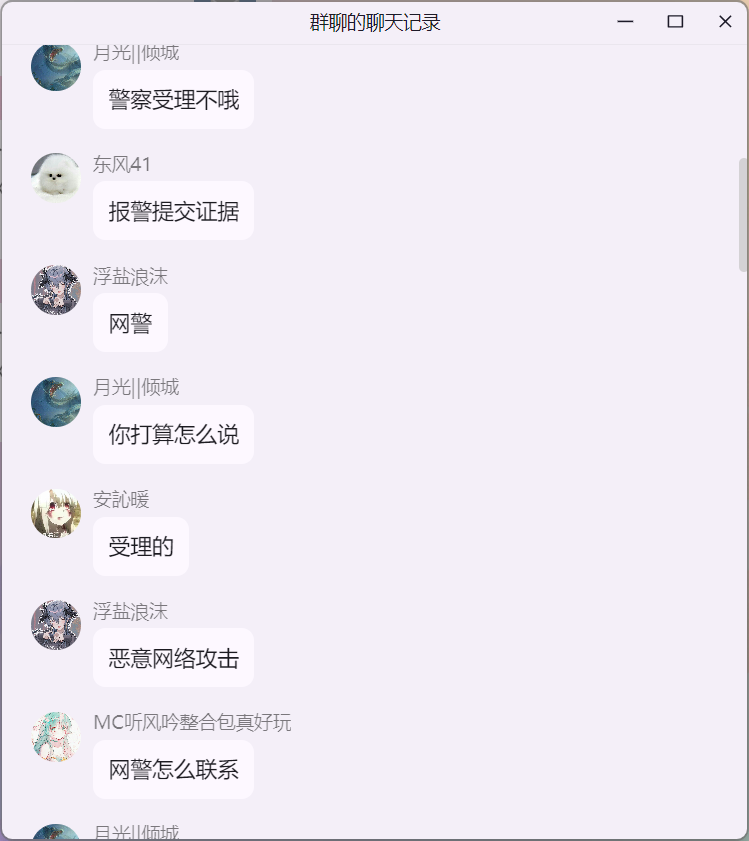 群聊的聊天记录
月光||倾城
警察受理不哦
东风41
报警提交证据
浮盐浪沫
网警
月光||倾城
你打算怎么说
安訫暖
受理的
浮盐浪沫
恶意网络攻击
MC听风吟整合包真好玩
网警怎么联系
月光||倾城